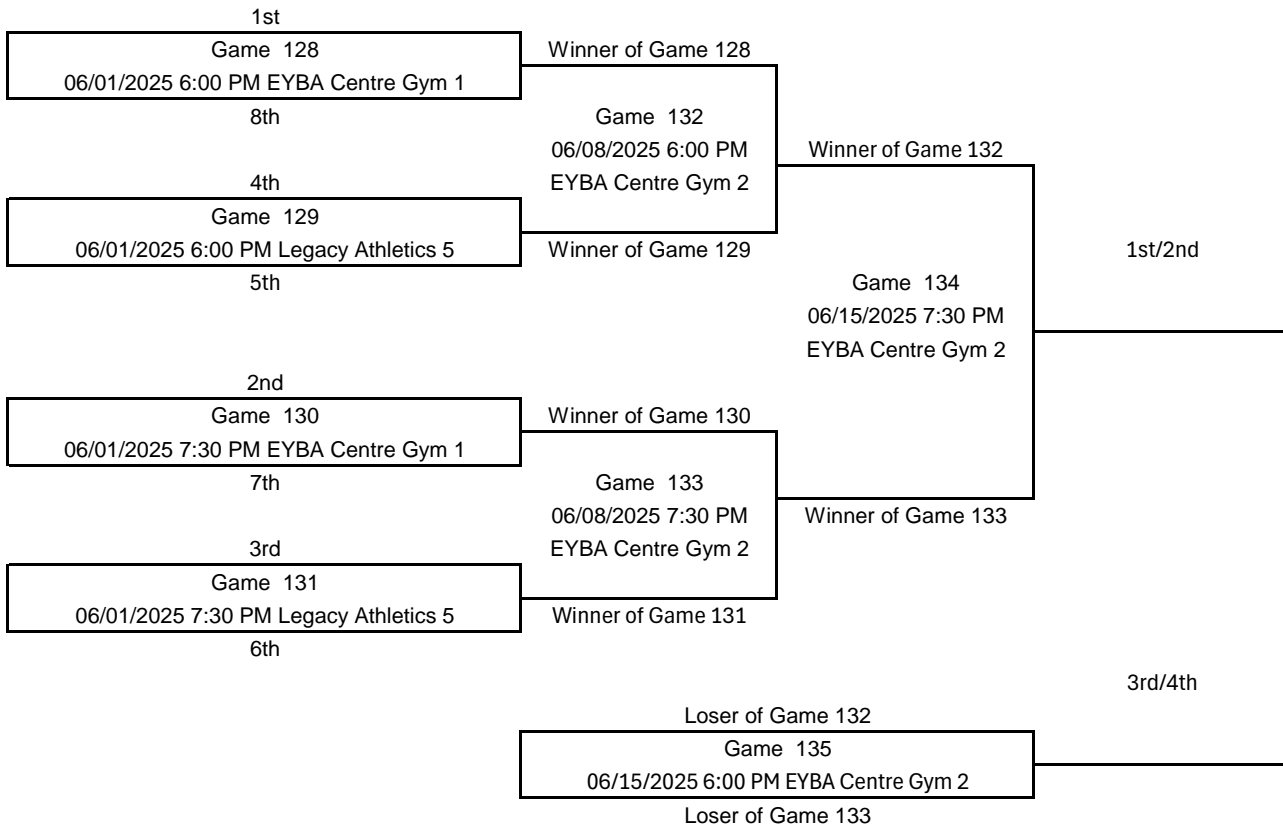 1st
Game 128
06/01/2025 6:00 PM EYBA Centre Gym 1
8th
Winner of Game 128
Game 132
06/08/2025 6:00 PM
EYBA Centre Gym 2
4th
Game 129
06/01/2025 6:00 PM Legacy Athletics 5
5th
Winner of Game 129
Winner of Game 132
Game 134
06/15/2025 7:30 PM
EYBA Centre Gym 2
1st/2nd
2nd
Game 130
06/01/2025 7:30 PM EYBA Centre Gym 1
7th
Winner of Game 130
Game 133
06/08/2025 7:30 PM
EYBA Centre Gym 2
Winner of Game 133
3rd
Game 131
06/01/2025 7:30 PM Legacy Athletics 5
6th
Winner of Game 131
3rd/4th
Loser of Game 132
Game 135
06/15/2025 6:00 PM EYBA Centre Gym 2
Loser of Game 133